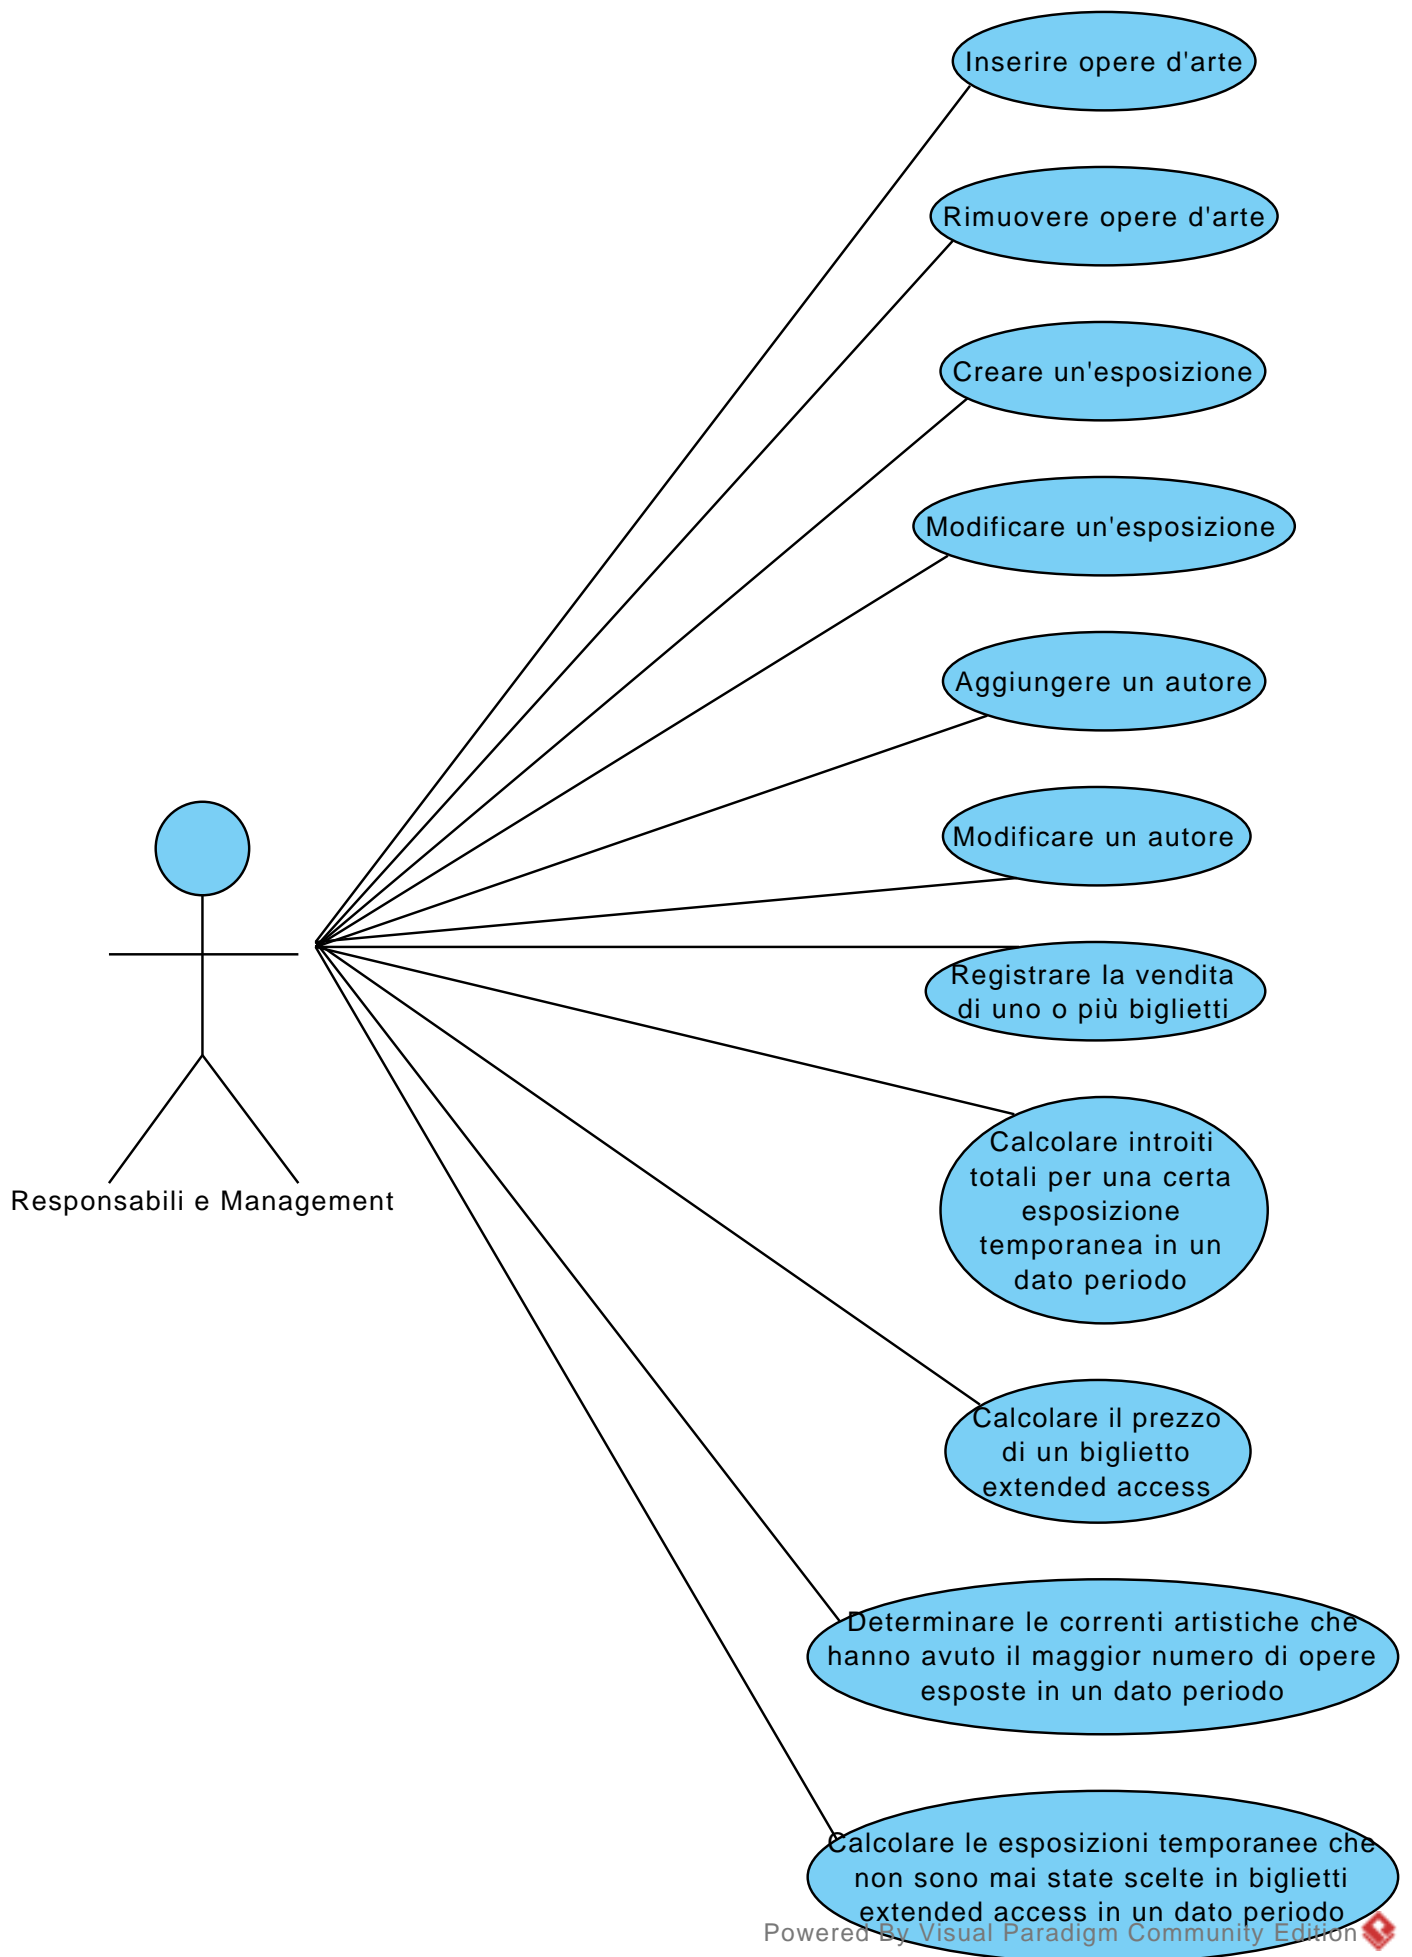 Inserire opere d'arte
Rimuovere opere d'arte
Creare un'esposizione
Modificare un'esposizione
Aggiungere un autore
Modificare un autore
Registrare la vendita
di uno o più biglietti
Calcolare introiti
totali per una certa
esposizione
temporanea in un
dato periodo
Responsabili e Management
Calcolare il prezzo
di un biglietto
extended access
Determinare le correnti artistiche che
hanno avuto il maggior numero di opere
esposte in un dato periodo
Calcolare le esposizioni temporanee che
non sono mai state scelte in biglietti
extended access in un dato periodo
Powered By Visual Paradigm Community Edition